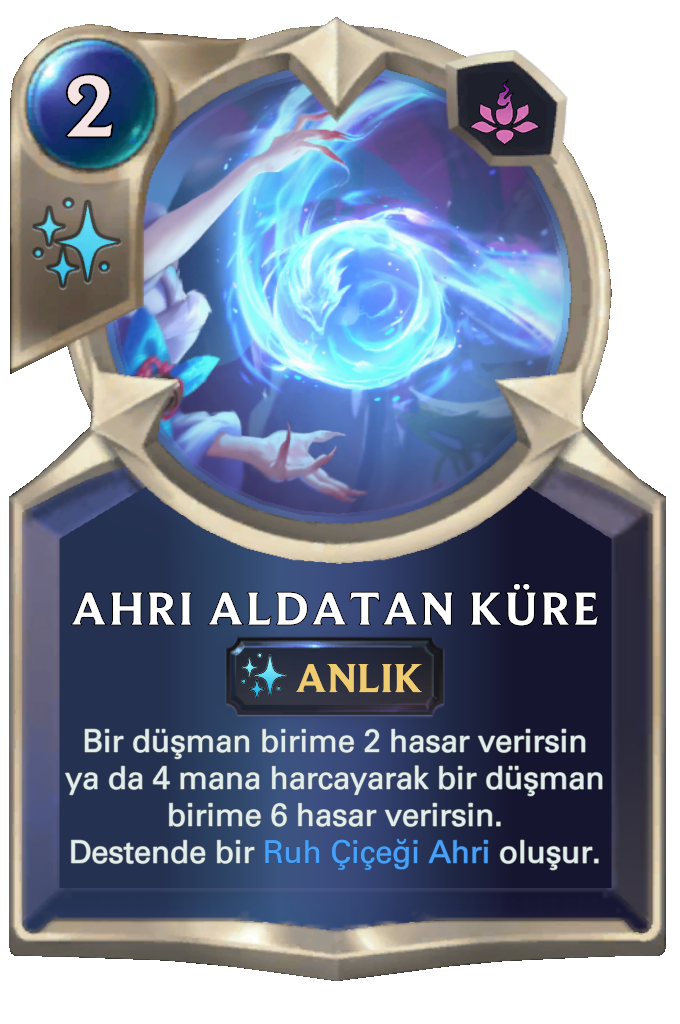 2
AHRI ALDATAN KÜRE
ANLIK
Bir düşman birime 2 hasar verirsin
ya da 4 mana harcayarak bir düşman
birime 6 hasar verirsin.
Destende bir Ruh Çiçeği Ahri oluşur.